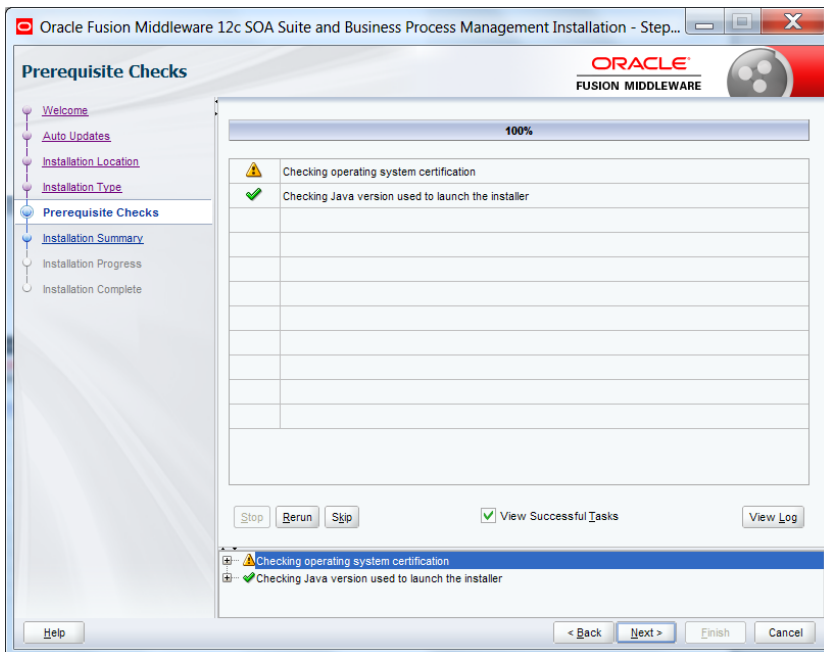 Oracle Fusion Middleware 12c SOA Suite and Business Process Management Installation - Step...
Prerequisite Checks
ORACLE
FUSION MIDDLEWARE
Welcome
Auto Updates
Installation Location
Installation Type
Prerequisite Checks
Installation Summary
Installation Progress
Installation Complete
100%
Checking operating system certification
Checking Java version used to launch the installer
Stop
Rerun
Skip
View Successful Tasks
View Log
Checking operating system certification
Checking Java version used to launch the installer
Help
< Back
Next >
Finish
Cancel